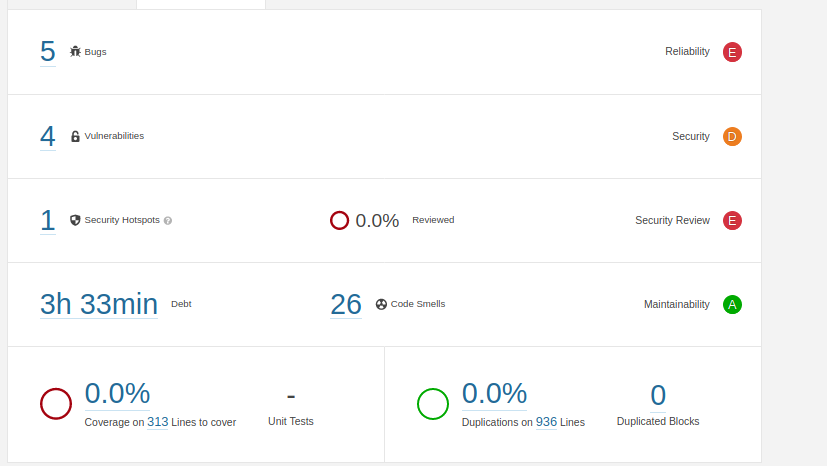 5 Bugs Reliability E
4 Vulnerabilities Security D
1 Security Hotspots ? 0.0% Reviewed Security Review E
3h 33min Debt 26 Code Smells Maintainability A
0.0% - 0.0% 0
Coverage on 313 Lines to cover Unit Tests Duplications on 936 Lines Duplicated Blocks